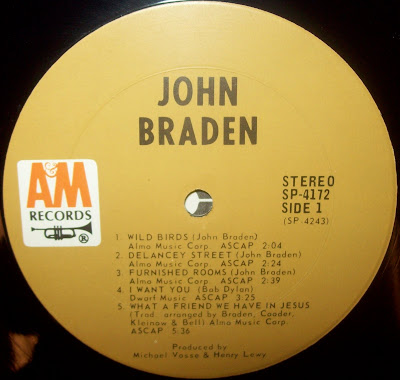 JOHN
BRADEN
A&M
RECORDS
®
STEREO
SP-4172
SIDE 1
(SP-4243)
1. WILD BIRDS (John Braden)
Almo Music Corp. ASCAP 2:04
2. DELANCEY STREET (John Braden)
Almo Music Corp. ASCAP 2:24
3. FURNISHED ROOMS (John Braden)
Almo Music Corp. ASCAP 2:39
4. I WANT YOU (Bob Dylan)
Dwarf Music ASCAP 3:25
5. WHAT A FRIEND WE HAVE IN JESUS
(Trad. arranged by Braden, Cooder,
Kleinow & Bell) Almo Music Corp.
ASCAP 5:36
Produced by
Michael Vosse & Henry Lewy